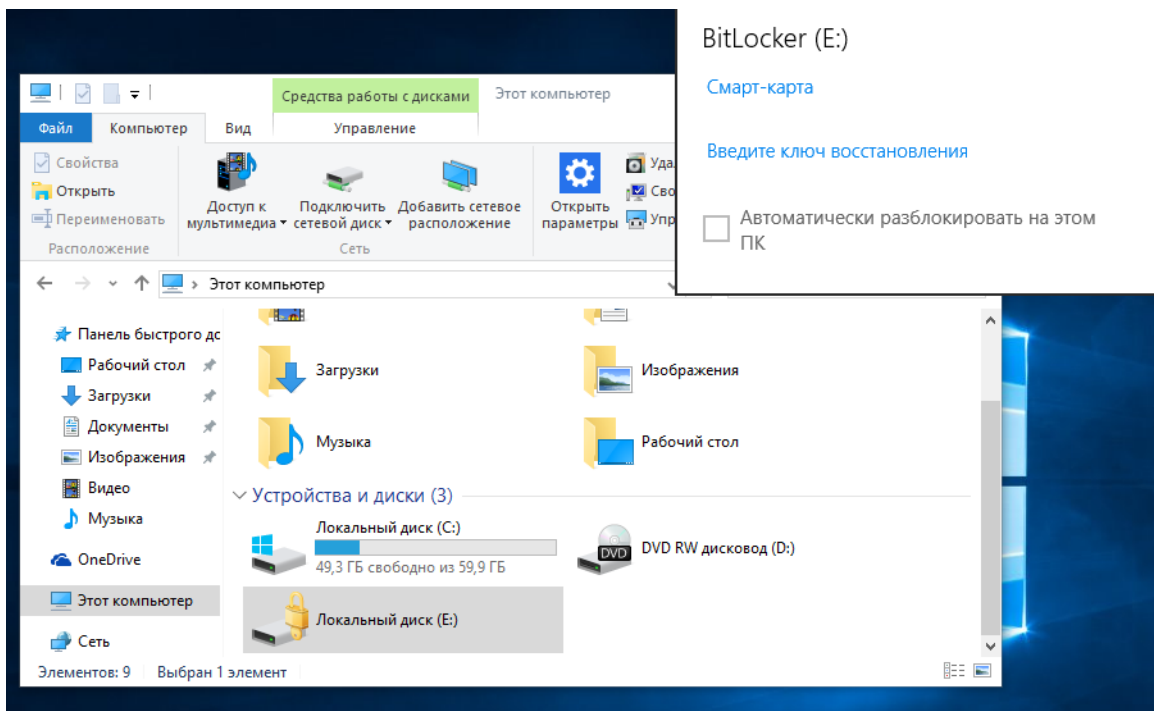 BitLocker (E:)
Смарт-карта
Введите ключ восстановления
Автоматически разблокировать на этом
ПК
Средства работы с дисками
Этот компьютер
Файл
Компьютер
Вид
Управление
Свойства
Открыть
Переименовать
Расположение
Доступ к
мультимедиа
Подключить
сетевой диск
Добавить сетевое
расположение
Сеть
Открыть
параметры
Уда
Сво
Упр
Этот компьютер
Панель быстрого до
Рабочий стол
Загрузки
Документы
Изображения
Видео
Музыка
OneDrive
Этот компьютер
Сеть
Загрузки
Изображения
Музыка
Рабочий стол
Устройства и диски (3)
Локальный диск (C:)
49,3 ГБ свободно из 59,9 ГБ
DVD
DVD RW дисковод (D:)
Локальный диск (E:)
Элементов: 9
Выбран 1 элемент